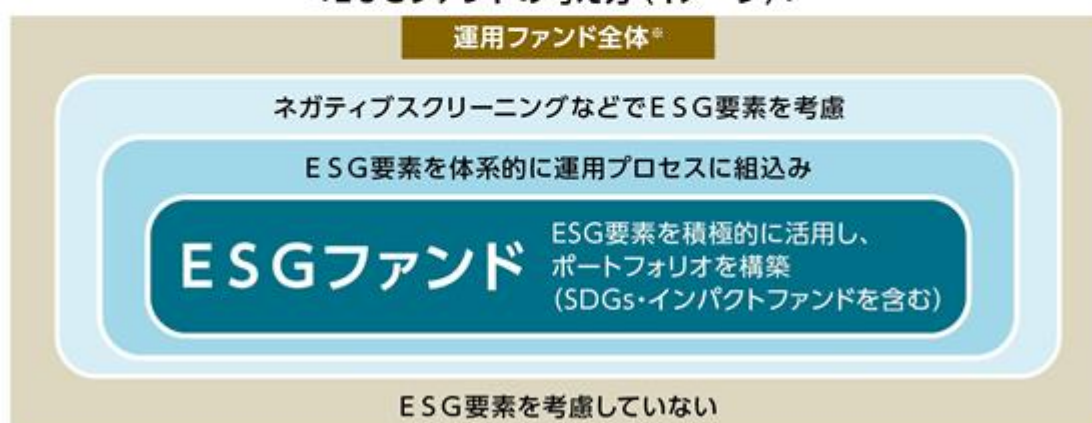 運用ファンド全体※
ネガティブスクリーニングなどでESG要素を考慮
ESG要素を体系的に運用プロセスに組込み
ESGファンド
ESG要素を積極的に活用し、
ポートフォリオを構築
(SDGs・インパクトファンドを含む)
ESG要素を考慮していない